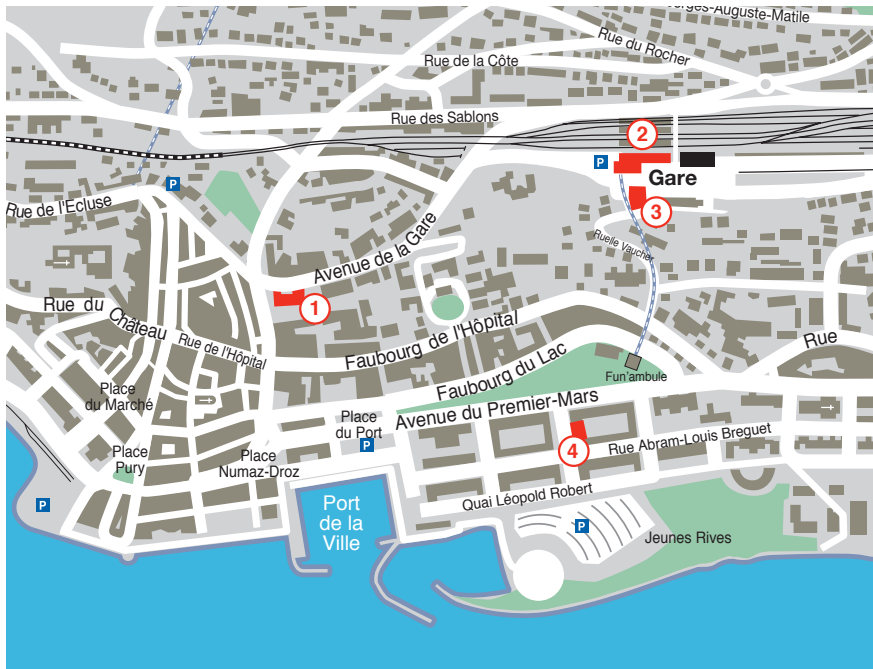 ges-Auguste-Matile
Rue du Rocher
Rue de la Côte
Rue des Sablons
2
P
Gare
P
3
Rue de l'Ecluse
Ruelle Vaucher
Avenue de la Gare
1
Rue du
Château
Rue de l'Hôpital
Faubourg de l'Hôpital
Rue
Faubourg du Lac
Fun'ambule
Place
du Marché
Avenue du Premier-Mars
Place
du Port
P
4
Rue Abram-Louis Breguet
Place
Pury
Place
Numaz-Droz
Quai Léopold Robert
P
Port
de la
Ville
P
Jeunes Rives